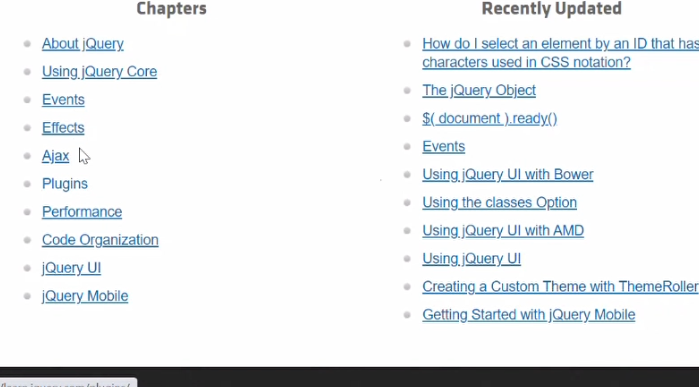 Chapters
About jQuery
Using jQuery Core
Events
Effects
Ajax
Plugins
Performance
Code Organization
jQuery UI
jQuery Mobile
Recently Updated
How do I select an element by an ID that has
characters used in CSS notation?
The jQuery Object
$( document ).ready()
Events
Using jQuery UI with Bower
Using the classes Option
Using jQuery UI with AMD
Using jQuery UI
Creating a Custom Theme with ThemeRoller
Getting Started with jQuery Mobile